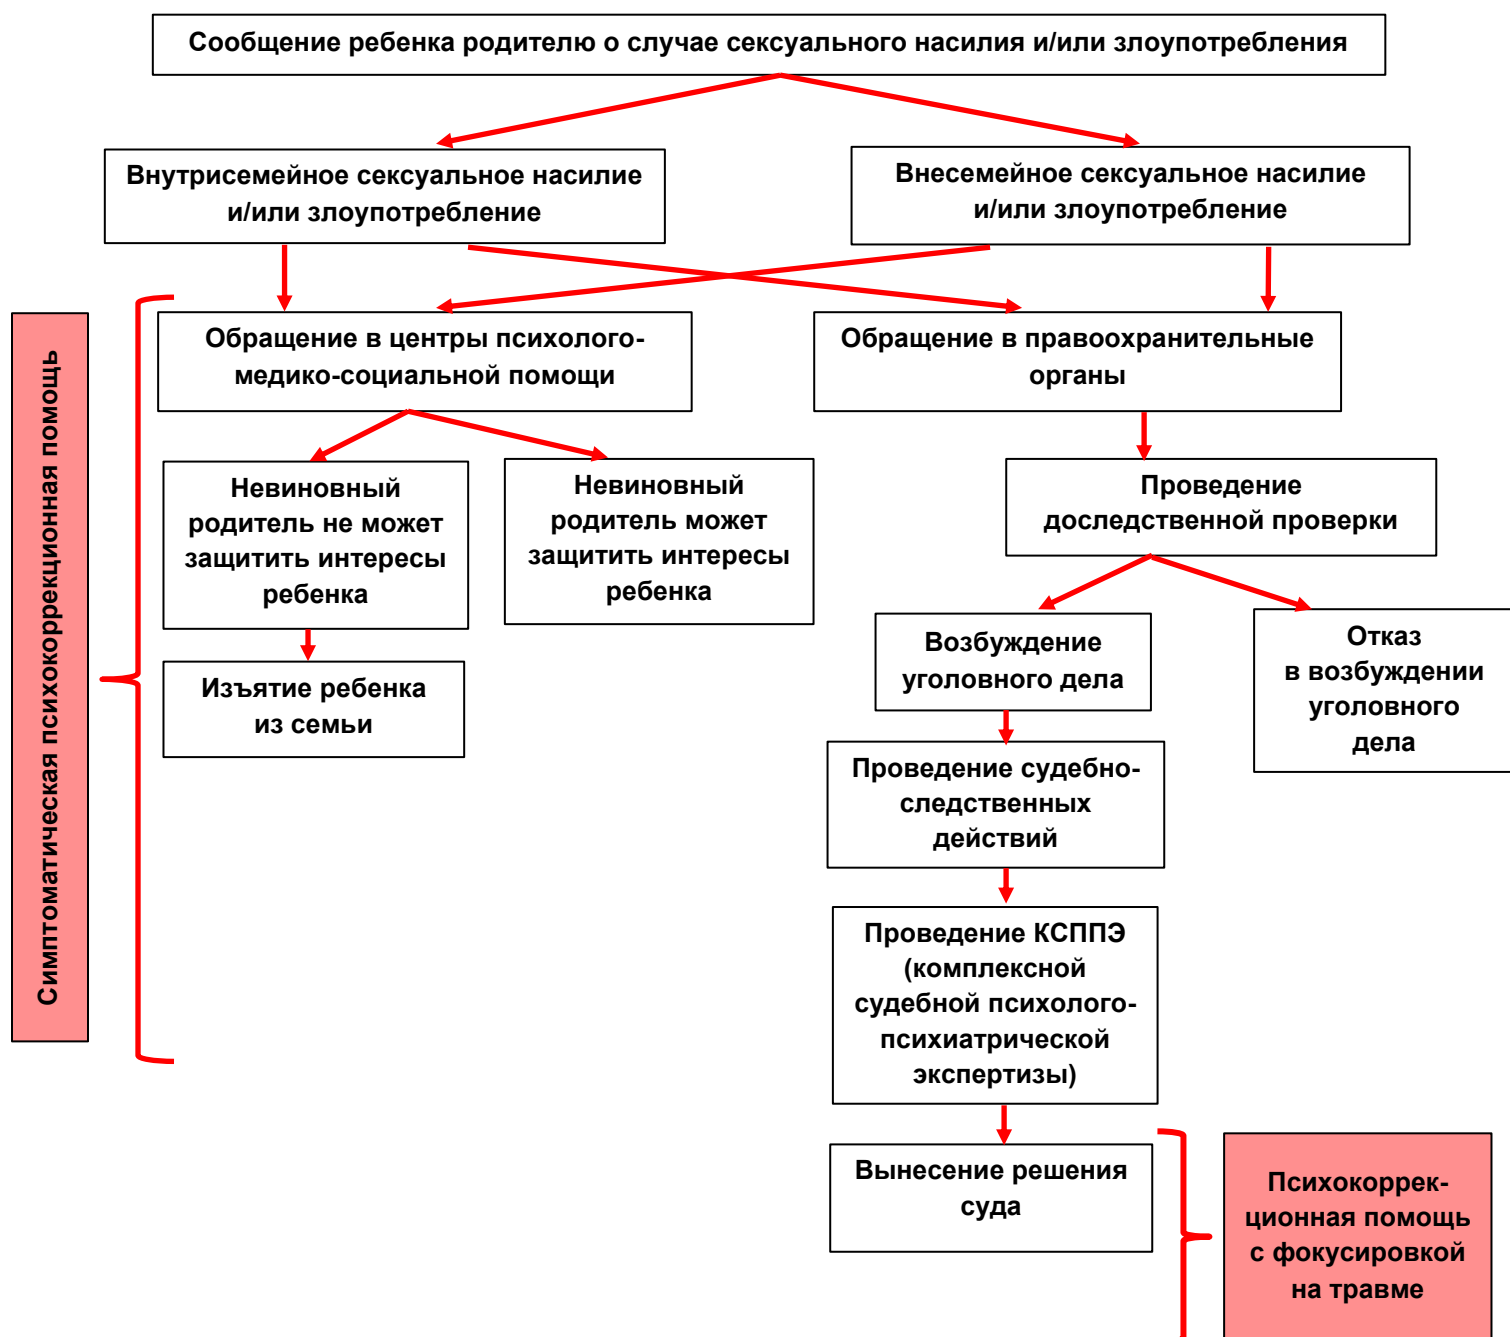 Сообщение ребенка родителю о случае сексуального насилия и/или злоупотребления
Внутрисемейное сексуальное насилие
и/или злоупотребление
Внесемейное сексуальное насилие
и/или злоупотребление
Симптоматическая психокоррекционная помощь
Обращение в центры психолого-
медико-социальной помощи
Обращение в правоохранительные
органы
Невиновный
родитель не может
защитить интересы
ребенка
Невиновный
родитель может
защитить интересы
ребенка
Проведение
доследственной проверки
Изъятие ребенка
из семьи
Возбуждение
уголовного дела
Отказ
в возбуждении
уголовного
дела
Проведение судебно-
следственных
действий
Проведение КСППЭ
(комплексной
судебной психолого-
психиатрической
экспертизы)
Вынесение решения
суда
Психокоррек-
ционная помощь
с фокусировкой
на травме